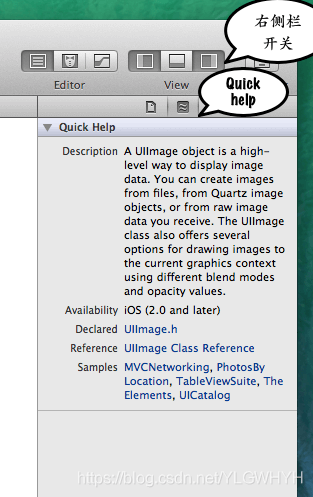 右侧栏
开关
Editor
View
Quick
help
Quick Help
Description A UIImage object is a high-
level way to display image
data. You can create images
from files, from Quartz image
objects, or from raw image
data you receive. The UIImage
class also offers several
options for drawing images to
the current graphics context
using different blend modes
and opacity values.
Availability iOS (2.0 and later)
Declared UIImage.h
Reference UIImage Class Reference
Samples MVCNetworking, PhotosBy
Location, TableViewSuite, The
Elements, UICatalog
https://blog.csdn.net/YLGWHYH